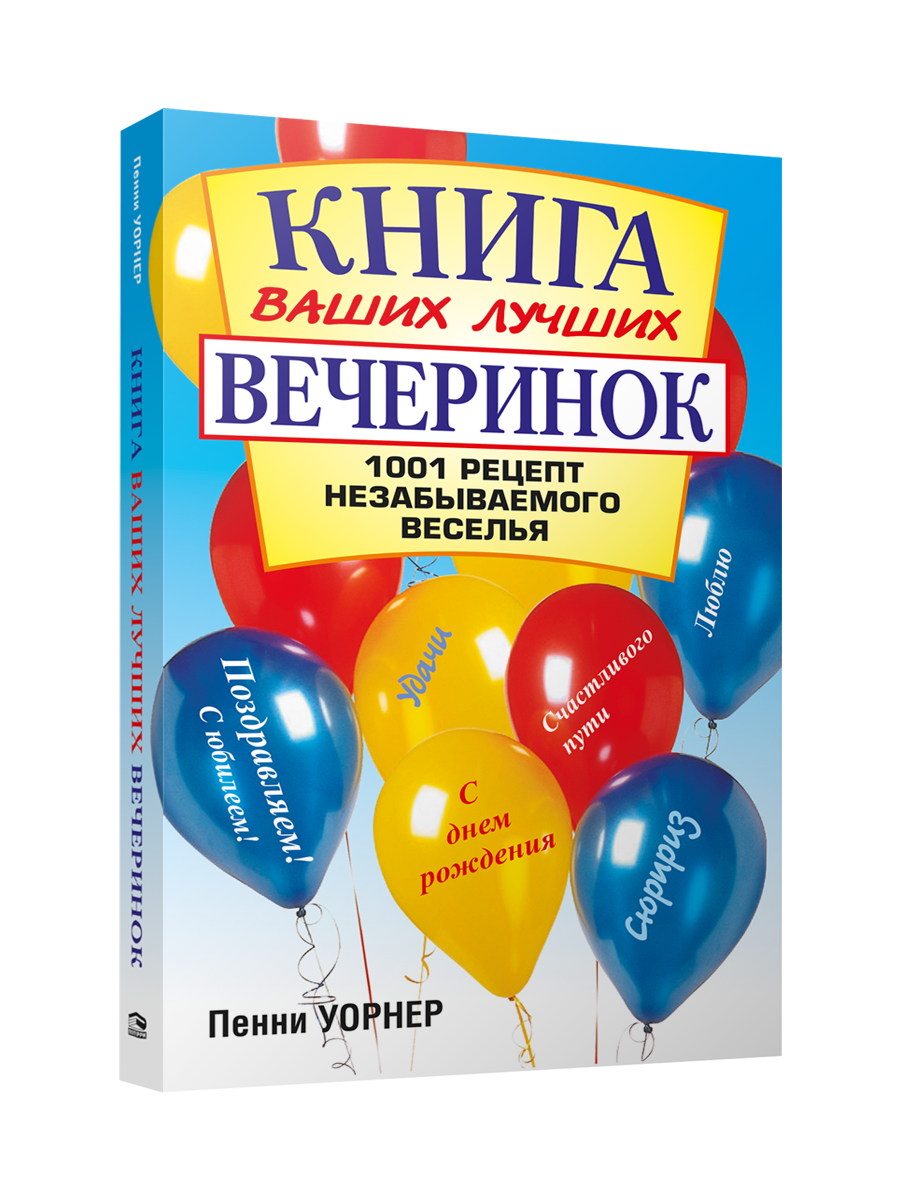 КНИГА
ВАШИХ ЛУЧШИХ
ВЕЧЕРИНОК
1001 РЕЦЕПТ
НЕЗАБЫВАЕМОГО
ВЕСЕЛЬЯ
Люблю
Удачи
Счастливого
пути
Поздравляем!
С юбилеем!
С
днем
рождения
Сюрприз
Пенни УОРНЕР
Пенни УОРНЕР
КНИГА ВАШИХ ЛУЧШИХ ВЕЧЕРИНОК